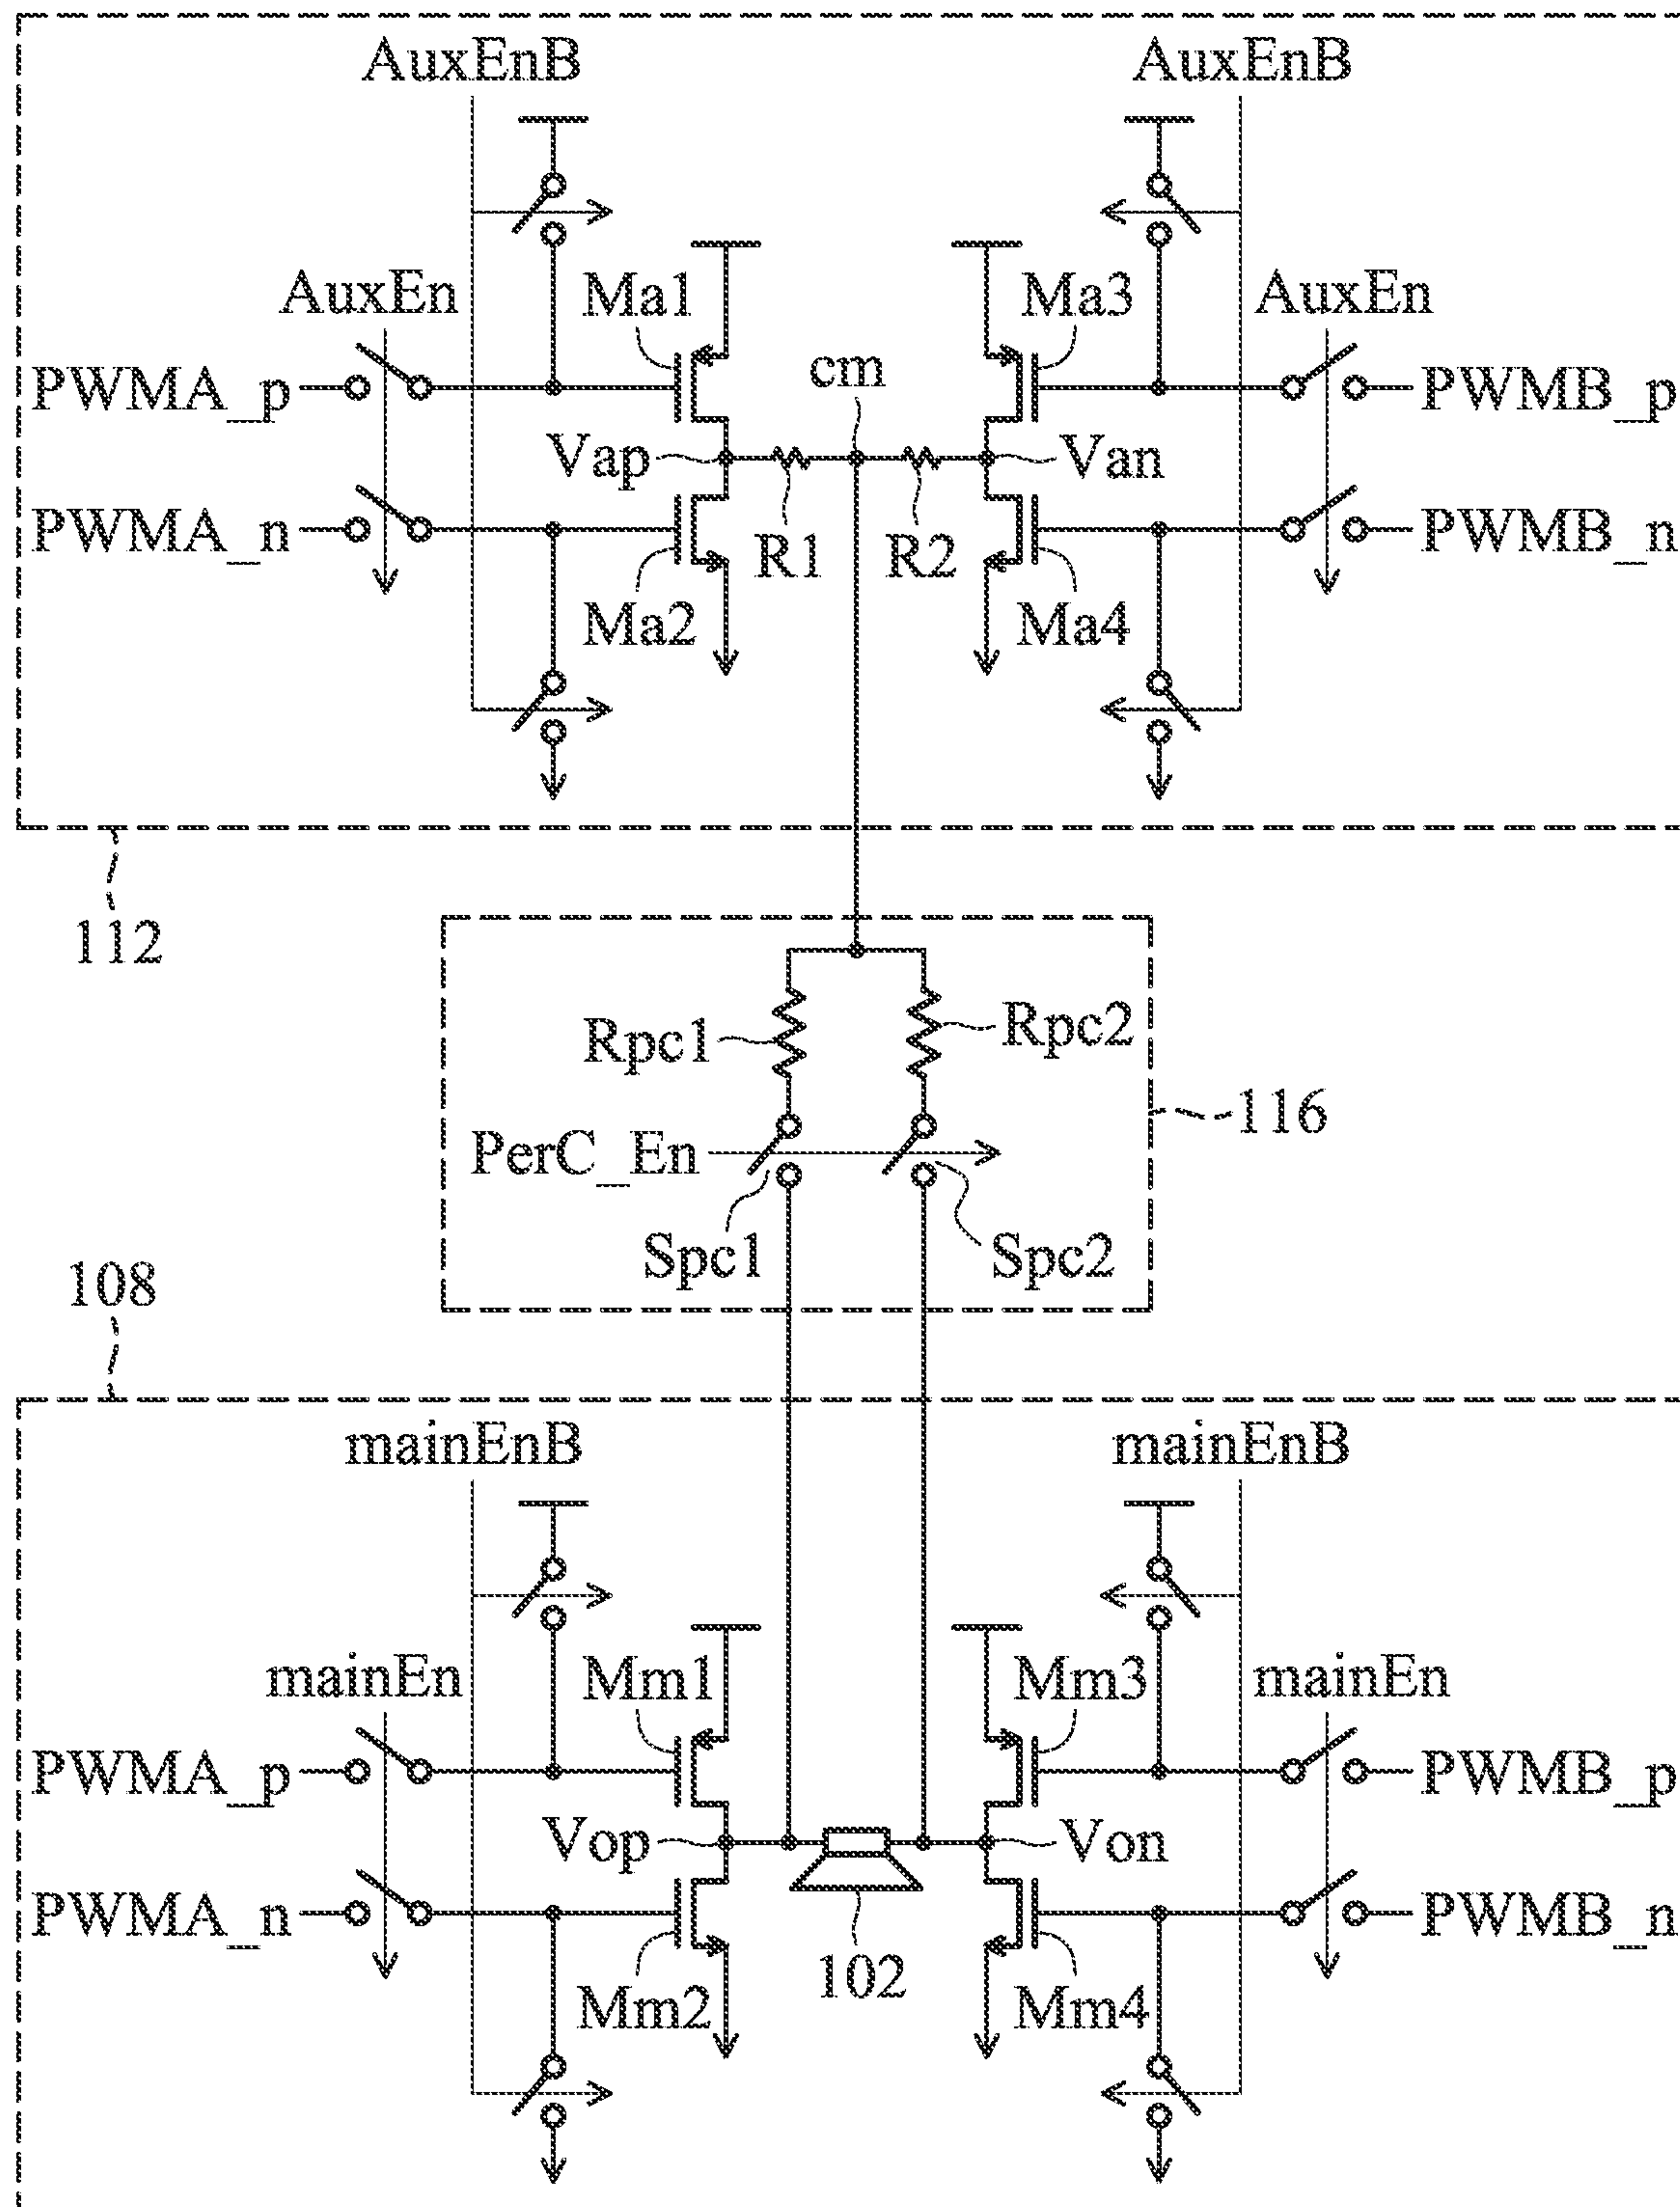 AuxEnB AuxEnB
AuxEn Ma1 Ma3 AuxEn
PWMA_p cm PWMB_p
Vap Van
PWMA_n R1 R2 PWMB_n
Ma2 Ma4
112
Rpc1 Rpc2
116
PerC_En
Spc1 Spc2
108
mainEnB mainEnB
mainEn Mm1 Mm3 mainEn
PWMA_p PWMB_p
Vop Von
PWMA_n PWMB_n
102
Mm2 Mm4